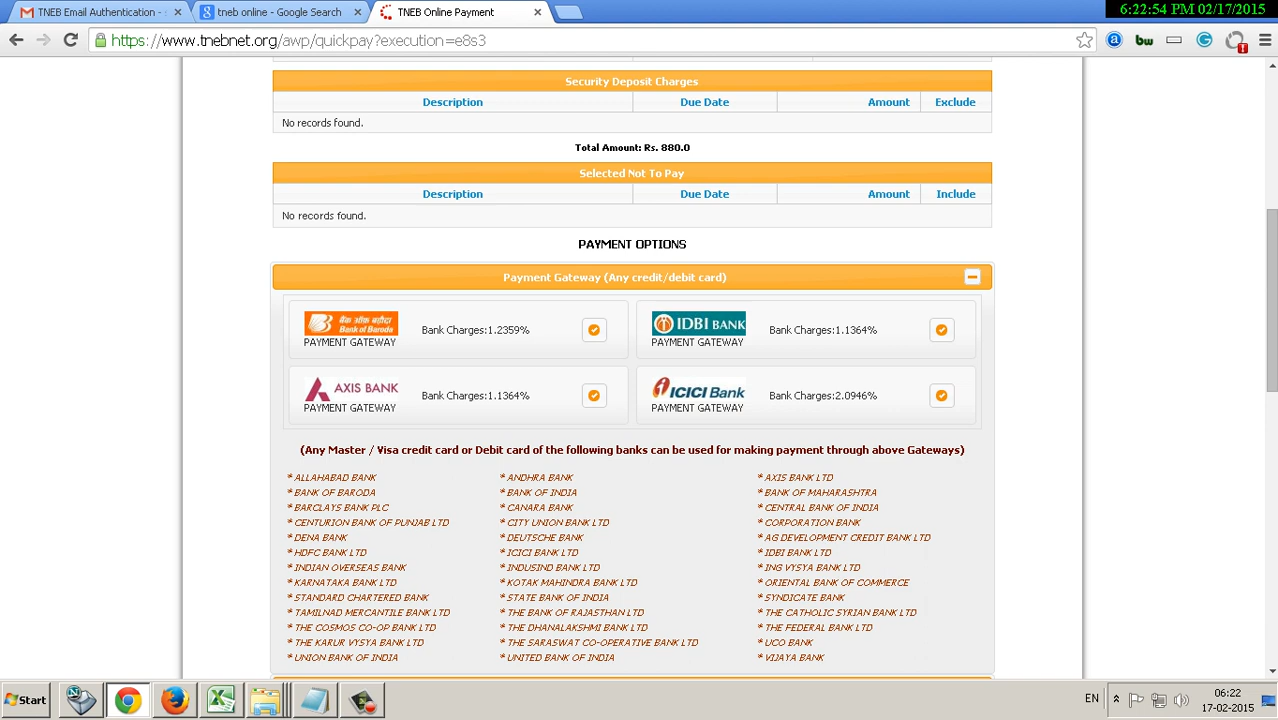 TNEB Email Authentication -
tneb online - Google Search
TNEB Online Payment
6:22:54 PM 02/17/2015
https://www.tnebnet.org/awp/quickpay?execution=e8s3
Security Deposit Charges
Description Due Date Amount Exclude
No records found.
Total Amount: Rs. 880.0
Selected Not To Pay
Description Due Date Amount Include
No records found.
PAYMENT OPTIONS
Payment Gateway (Any credit/debit card)
बैंक ऑफ़ बड़ौदा
Bank of Baroda
PAYMENT GATEWAY
Bank Charges:1.2359%
IDBI BANK
PAYMENT GATEWAY
Bank Charges:1.1364%
AXIS BANK
PAYMENT GATEWAY
Bank Charges:1.1364%
ICICI Bank
PAYMENT GATEWAY
Bank Charges:2.0946%
(Any Master / Visa credit card or Debit card of the following banks can be used for making payment through above Gateways)
* ALLAHABAD BANK * ANDHRA BANK * AXIS BANK LTD
* BANK OF BARODA * BANK OF INDIA * BANK OF MAHARASHTRA
* BARCLAYS BANK PLC * CANARA BANK * CENTRAL BANK OF INDIA
* CENTURION BANK OF PUNJAB LTD * CITY UNION BANK LTD * CORPORATION BANK
* DENA BANK * DEUTSCHE BANK * AG DEVELOPMENT CREDIT BANK LTD
* HDFC BANK LTD * ICICI BANK LTD * IDBI BANK LTD
* INDIAN OVERSEAS BANK * INDUSIND BANK LTD * ING VYSYA BANK LTD
* KARNATAKA BANK LTD * KOTAK MAHINDRA BANK LTD * ORIENTAL BANK OF COMMERCE
* STANDARD CHARTERED BANK * STATE BANK OF INDIA * SYNDICATE BANK
* TAMILNAD MERCANTILE BANK LTD * THE BANK OF RAJASTHAN LTD * THE CATHOLIC SYRIAN BANK LTD
* THE COSMOS CO-OP BANK LTD * THE DHANALAKSHMI BANK LTD * THE FEDERAL BANK LTD
* THE KARUR VYSYA BANK LTD * THE SARASWAT CO-OPERATIVE BANK LTD * UCO BANK
* UNION BANK OF INDIA * UNITED BANK OF INDIA * VIJAYA BANK
Start
EN
06:22
17-02-2015